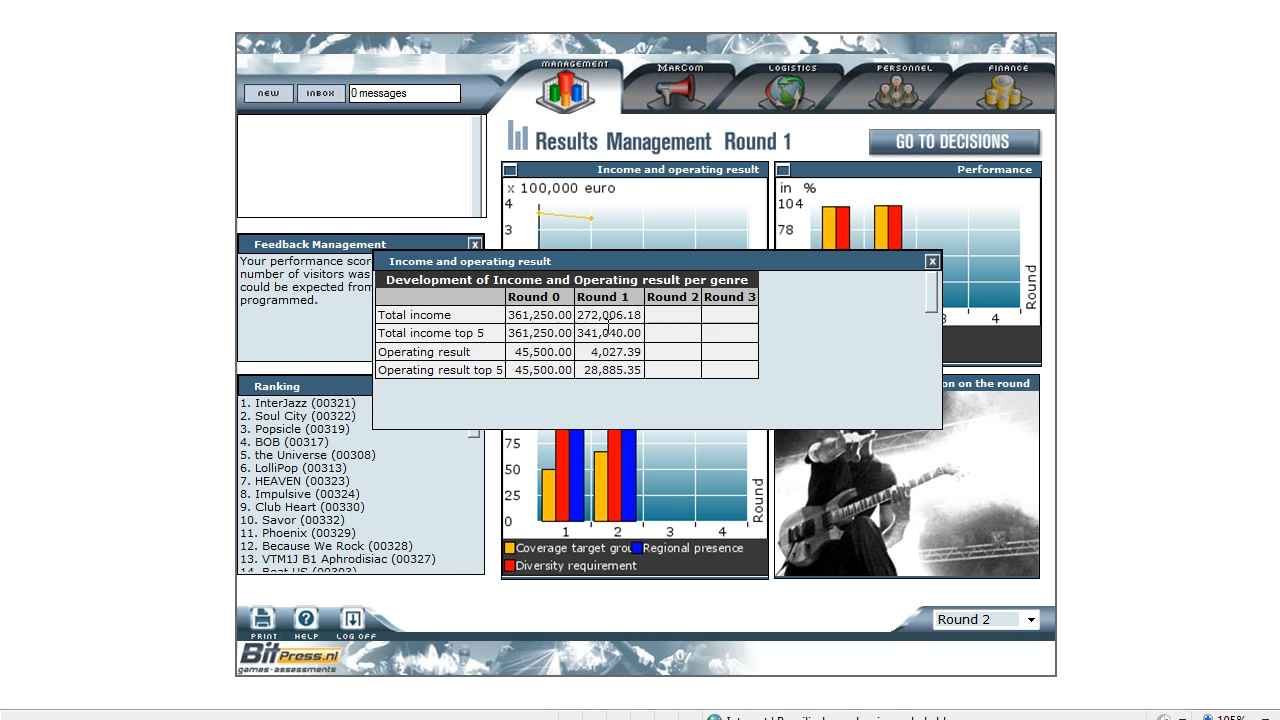 MANAGEMENT
MARCOM
LOGISTICS
PERSONNEL
FINANCE
NEW
INBOX
0 messages
Results Management Round 1
GO TO DECISIONS
Income and operating result
Performance
x 100,000 euro
4
3
in %
104
78
Round
4
Feedback Management
x
Your performance scor
number of visitors was
could be expected from
programmed.
Income and operating result
x
Development of Income and Operating result per genre
Round 0 Round 1 Round 2 Round 3
Total income 361,250.00 272,006.18
Total income top 5 361,250.00 341,040.00
Operating result 45,500.00 4,027.39
Operating result top 5 45,500.00 28,885.35
Ranking
1. InterJazz (00321)
2. Soul City (00322)
3. Popsicle (00319)
4. BOB (00317)
5. the Universe (00308)
6. LolliPop (00313)
7. HEAVEN (00323)
8. Impulsive (00324)
9. Club Heart (00330)
10. Savor (00332)
11. Phoenix (00329)
12. Because We Rock (00328)
13. VTM1J B1 Aphrodisiac (00327)
on on the round
75
50
25
0
1 2 3 4
Round
Coverage target grou Regional presence
Diversity requirement
PRINT
HELP
LOG OFF
Round 2
BitPress.nl
games-assessments
105%